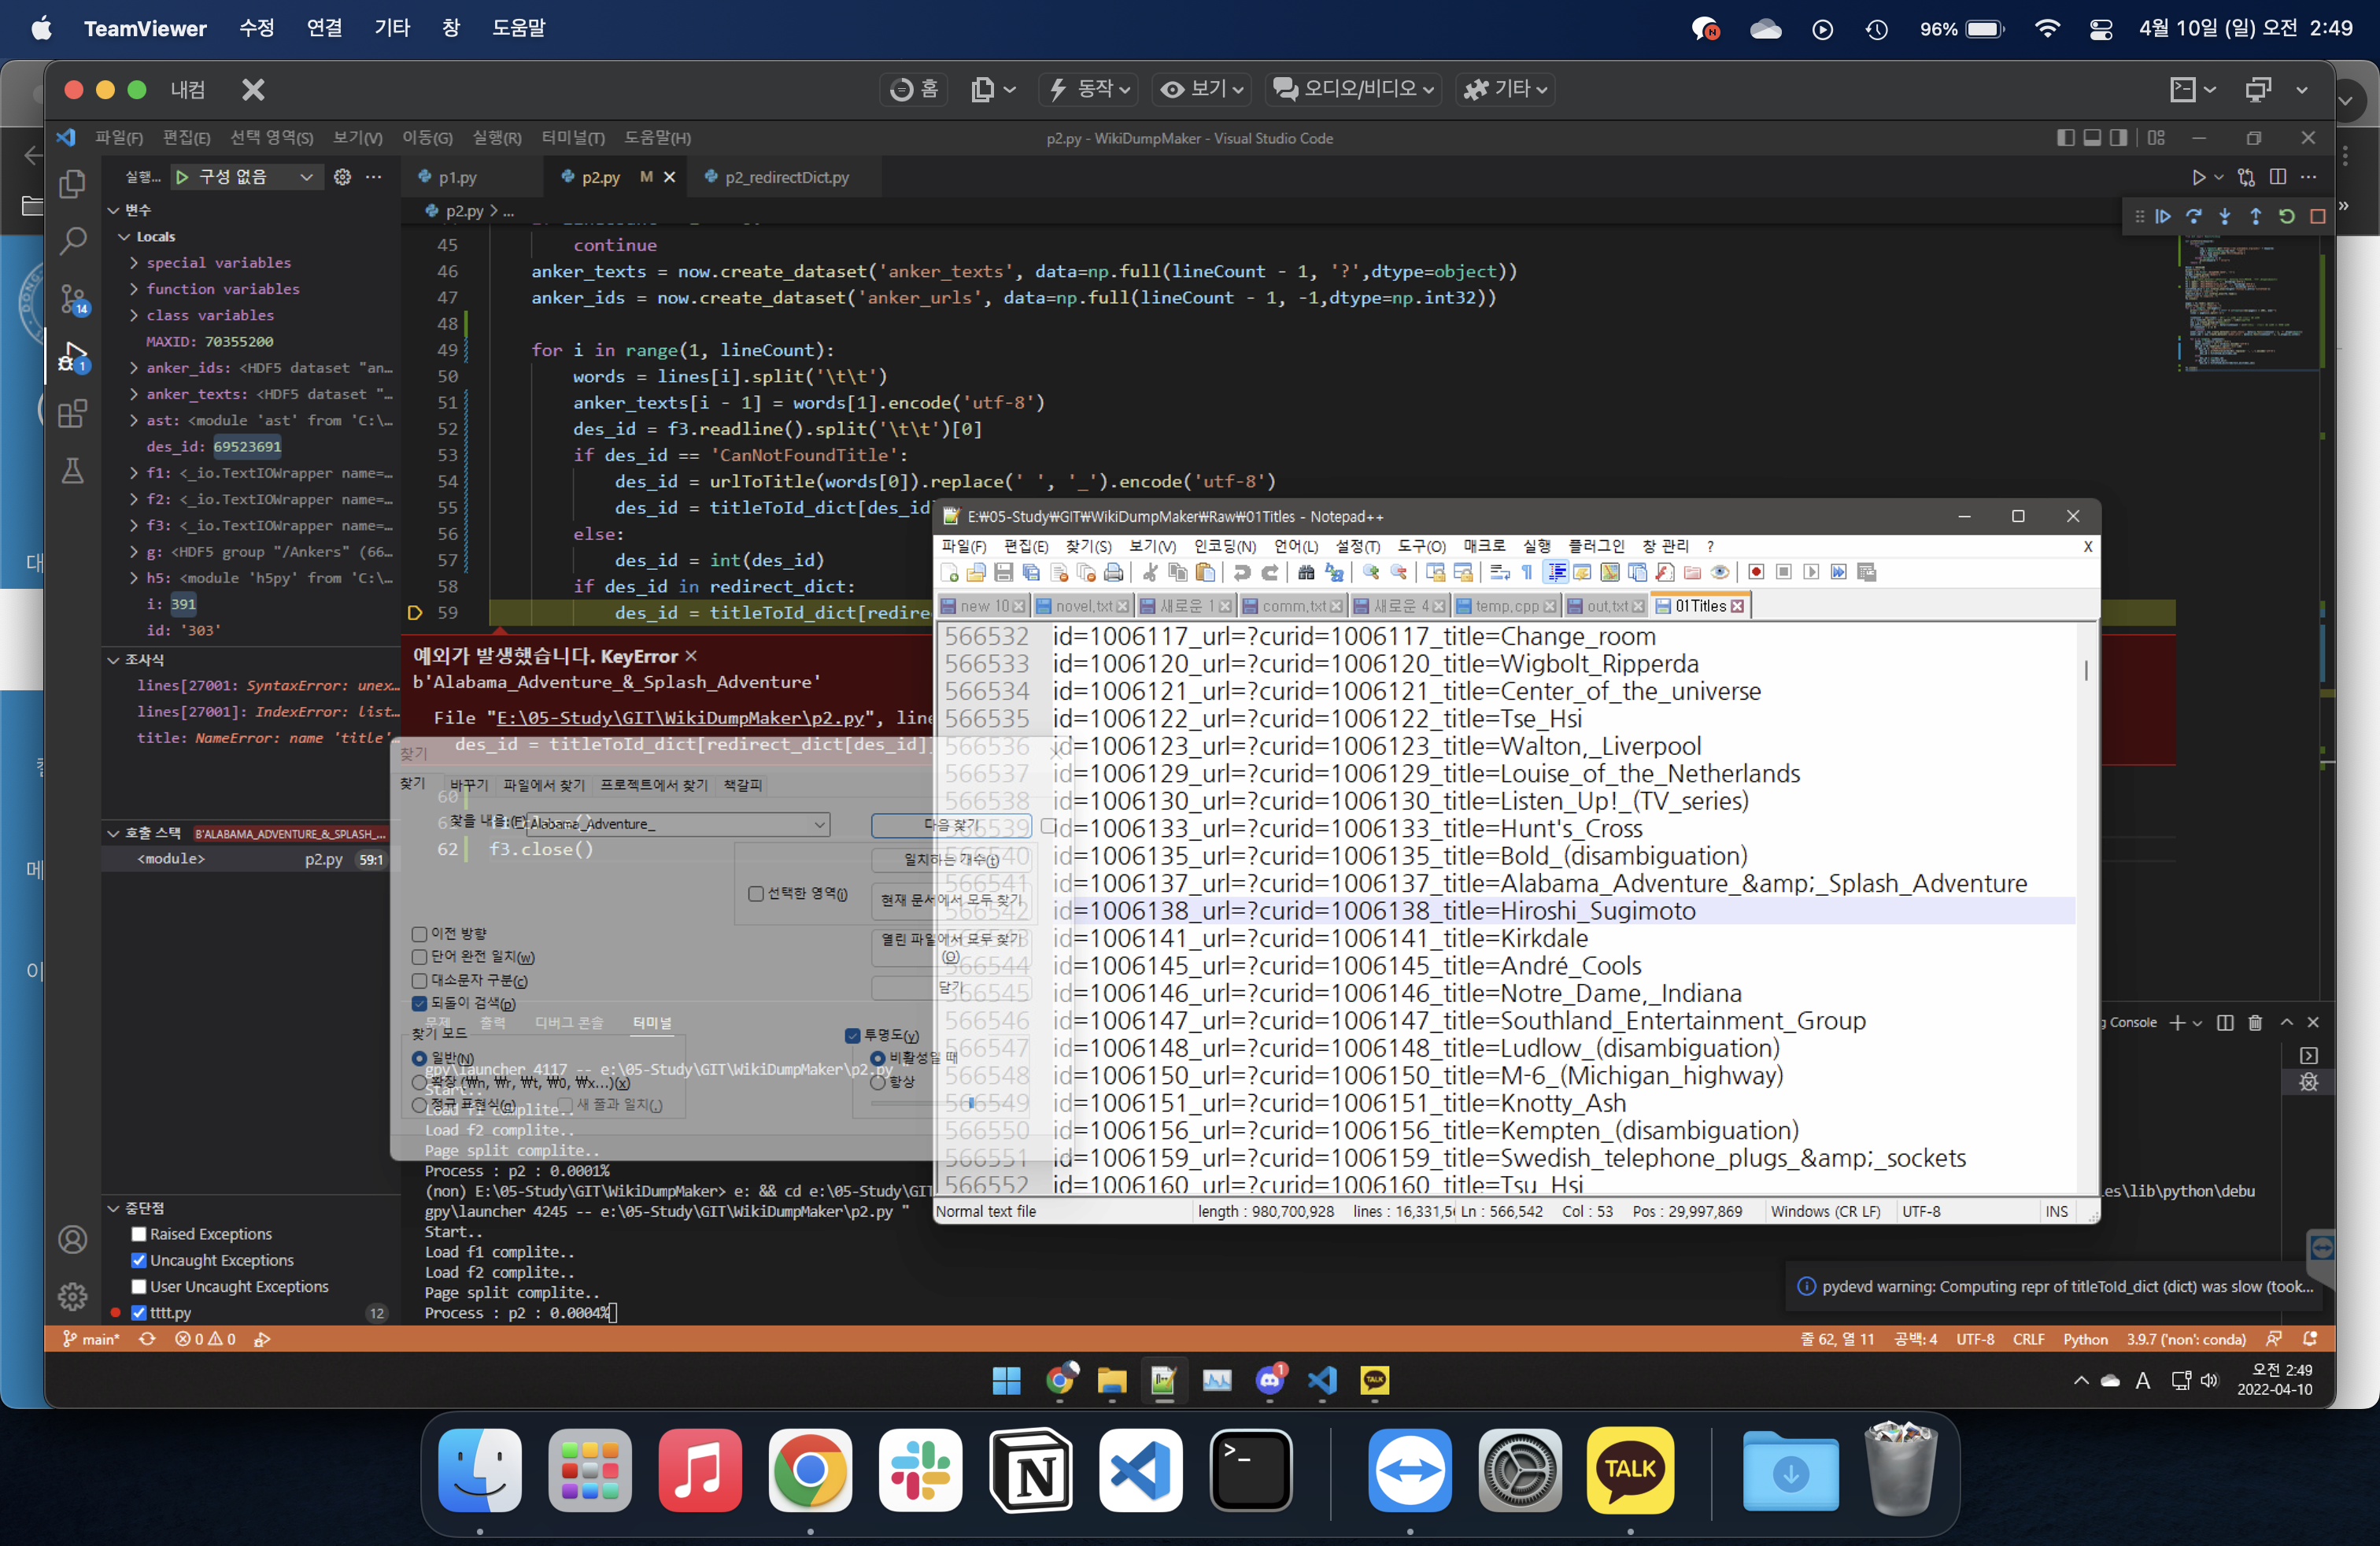 TeamViewer 수정 연결 기타 창 도움말
96%
4월 10일 (일) 오전 2:49
내컴
홈
동작
보기
오디오/비디오
기타
파일(F) 편집(E) 선택 영역(S) 보기(V) 이동(G) 실행(R) 터미널(T) 도움말(H)
p2.py - WikiDumpMaker - Visual Studio Code
실행... 구성 없음
p1.py
p2.py M
p2_redirectDict.py
p2.py > ...
변수
Locals
special variables
function variables
class variables
MAXID: 70355200
anker_ids: <HDF5 dataset "an...
anker_texts: <HDF5 dataset "...
ast: <module 'ast' from 'C:\...
des_id: 69523691
f1: <_io.TextIOWrapper name=...
f2: <_io.TextIOWrapper name=...
f3: <_io.TextIOWrapper name=...
g: <HDF5 group "/Ankers" (66...
h5: <module 'h5py' from 'C:\...
i: 391
id: '303'
조사식
lines[27001: SyntaxError: unex...
lines[27001]: IndexError: list...
title: NameError: name 'title'...
호출 스택 B'ALABAMA_ADVENTURE_&_SPLASH_...
<module> p2.py 59:1
중단점
Raised Exceptions
Uncaught Exceptions
User Uncaught Exceptions
tttt.py 12
14
1
45 continue
46 anker_texts = now.create_dataset('anker_texts', data=np.full(lineCount - 1, '?',dtype=object))
47 anker_ids = now.create_dataset('anker_urls', data=np.full(lineCount - 1, -1,dtype=np.int32))
48
49 for i in range(1, lineCount):
50 words = lines[i].split('\t\t')
51 anker_texts[i - 1] = words[1].encode('utf-8')
52 des_id = f3.readline().split('\t\t')[0]
53 if des_id == 'CanNotFoundTitle':
54 des_id = urlToTitle(words[0]).replace(' ', '_').encode('utf-8')
55 des_id = titleToId_dict[des_id
56 else:
57 des_id = int(des_id)
58 if des_id in redirect_dict:
59 des_id = titleToId_dict[redire
예외가 발생했습니다. KeyError
b'Alabama_Adventure_&_Splash_Adventure'
File "E:\05-Study\GIT\WikiDumpMaker\p2.py", line
des_id = titleToId_dict[redirect_dict[des_id]]
60
62 f3.close()
찾기
찾기 바꾸기 파일에서 찾기 프로젝트에서 찾기 책갈피
찾을 내용(F): Alabama_Adventure_
다음 찾기
일치하는 개수(t)
선택한 영역(i)
현재 문서에서 모두 찾기
열린 파일에서 모두 찾기
(O)
닫기
이전 방향
단어 완전 일치(w)
대소문자 구분(c)
되돌이 검색(p)
문제 출력 디버그 콘솔 터미널
찾기 모드
일반(N)
확장 (₩n, ₩r, ₩t, ₩0, ₩x...)(x)
정규 표현식(g) 새 줄과 일치(.)
투명도(y)
비활성일 때
항상
gpy\launcher 4117 -- e:\05-Study\GIT\WikiDumpMaker\p2.py "
Start..
Load f1 complite..
Load f2 complite..
Page split complite..
Process : p2 : 0.0001%
(non) E:\05-Study\GIT\WikiDumpMaker> e: && cd e:\05-Study\GIT
gpy\launcher 4245 -- e:\05-Study\GIT\WikiDumpMaker\p2.py "
Start..
Load f1 complite..
Load f2 complite..
Page split complite..
Process : p2 : 0.0004%
E:₩05-Study₩GIT₩WikiDumpMaker₩Raw₩01Titles - Notepad++
파일(F) 편집(E) 찾기(S) 보기(V) 인코딩(N) 언어(L) 설정(T) 도구(O) 매크로 실행 플러그인 창 관리 ? X
new 10 novel.txt 새로운 1 comm.txt 새로운 4 temp.cpp out.txt 01Titles
566532 id=1006117_url=?curid=1006117_title=Change_room
566533 id=1006120_url=?curid=1006120_title=Wigbolt_Ripperda
566534 id=1006121_url=?curid=1006121_title=Center_of_the_universe
566535 id=1006122_url=?curid=1006122_title=Tse_Hsi
566536 id=1006123_url=?curid=1006123_title=Walton,_Liverpool
566537 id=1006129_url=?curid=1006129_title=Louise_of_the_Netherlands
566538 id=1006130_url=?curid=1006130_title=Listen_Up!_(TV_series)
566539 id=1006133_url=?curid=1006133_title=Hunt's_Cross
566540 id=1006135_url=?curid=1006135_title=Bold_(disambiguation)
566541 id=1006137_url=?curid=1006137_title=Alabama_Adventure_&amp;_Splash_Adventure
566542 id=1006138_url=?curid=1006138_title=Hiroshi_Sugimoto
566543 id=1006141_url=?curid=1006141_title=Kirkdale
566544 id=1006145_url=?curid=1006145_title=André_Cools
566545 id=1006146_url=?curid=1006146_title=Notre_Dame,_Indiana
566546 id=1006147_url=?curid=1006147_title=Southland_Entertainment_Group
566547 id=1006148_url=?curid=1006148_title=Ludlow_(disambiguation)
566548 id=1006150_url=?curid=1006150_title=M-6_(Michigan_highway)
566549 id=1006151_url=?curid=1006151_title=Knotty_Ash
566550 id=1006156_url=?curid=1006156_title=Kempten_(disambiguation)
566551 id=1006159_url=?curid=1006159_title=Swedish_telephone_plugs_&amp;_sockets
566552 id=1006160_url=?curid=1006160_title=Tsu_Hsi
Normal text file length : 980,700,928 lines : 16,331,5 Ln : 566,542 Col : 53 Pos : 29,997,869 Windows (CR LF) UTF-8 INS
g Console
es\lib\python\debu
pydevd warning: Computing repr of titleToId_dict (dict) was slow (took...
main* 0 0
줄 62, 열 11 공백: 4 UTF-8 CRLF Python 3.9.7 ('non': conda)
1
TALK
A
오전 2:49
2022-04-10
N
TALK